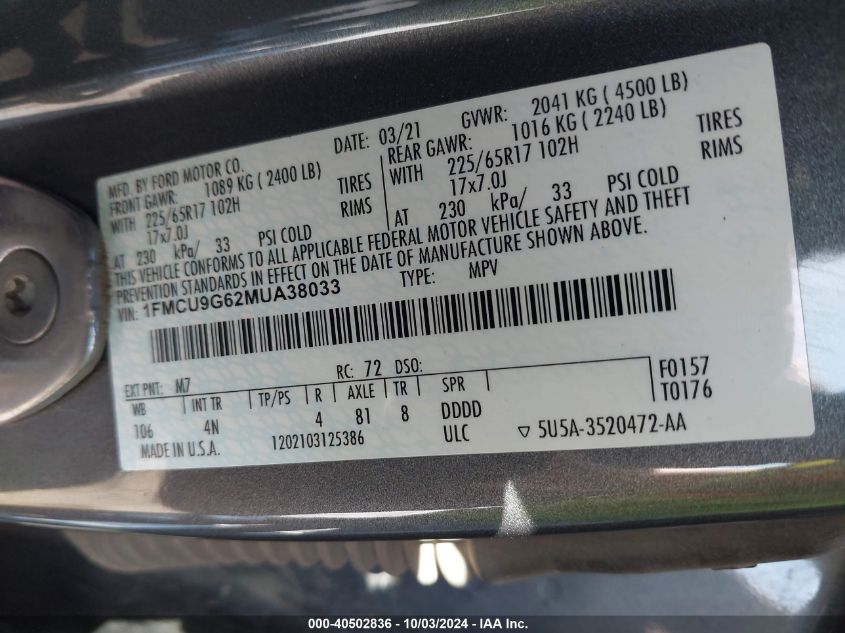 MFD. BY FORD MOTOR CO.
DATE: 03/21 GVWR: 2041 KG ( 4500 LB)
FRONT GAWR: 1089 KG ( 2400 LB)
REAR GAWR: 1016 KG ( 2240 LB)
WITH 225/65R17 102H TIRES
WITH 225/65R17 102H TIRES
17x7.0J RIMS
17x7.0J RIMS
AT 230 kPa/ 33 PSI COLD
AT 230 kPa/ 33 PSI COLD
THIS VEHICLE CONFORMS TO ALL APPLICABLE FEDERAL MOTOR VEHICLE SAFETY AND THEFT
PREVENTION STANDARDS IN EFFECT ON THE DATE OF MANUFACTURE SHOWN ABOVE.
VIN: 1FMCU9G62MUA38033 TYPE: MPV
EXT PNT: M7 RC: 72 DSO: F0157
WB INT TR TP/PS R AXLE TR SPR T0176
106 4N 4 81 8 DDDD
MADE IN U.S.A. 1202103125386 ULC ▽ 5U5A-3520472-AA
000-40502836 - 10/03/2024 - IAAI.com